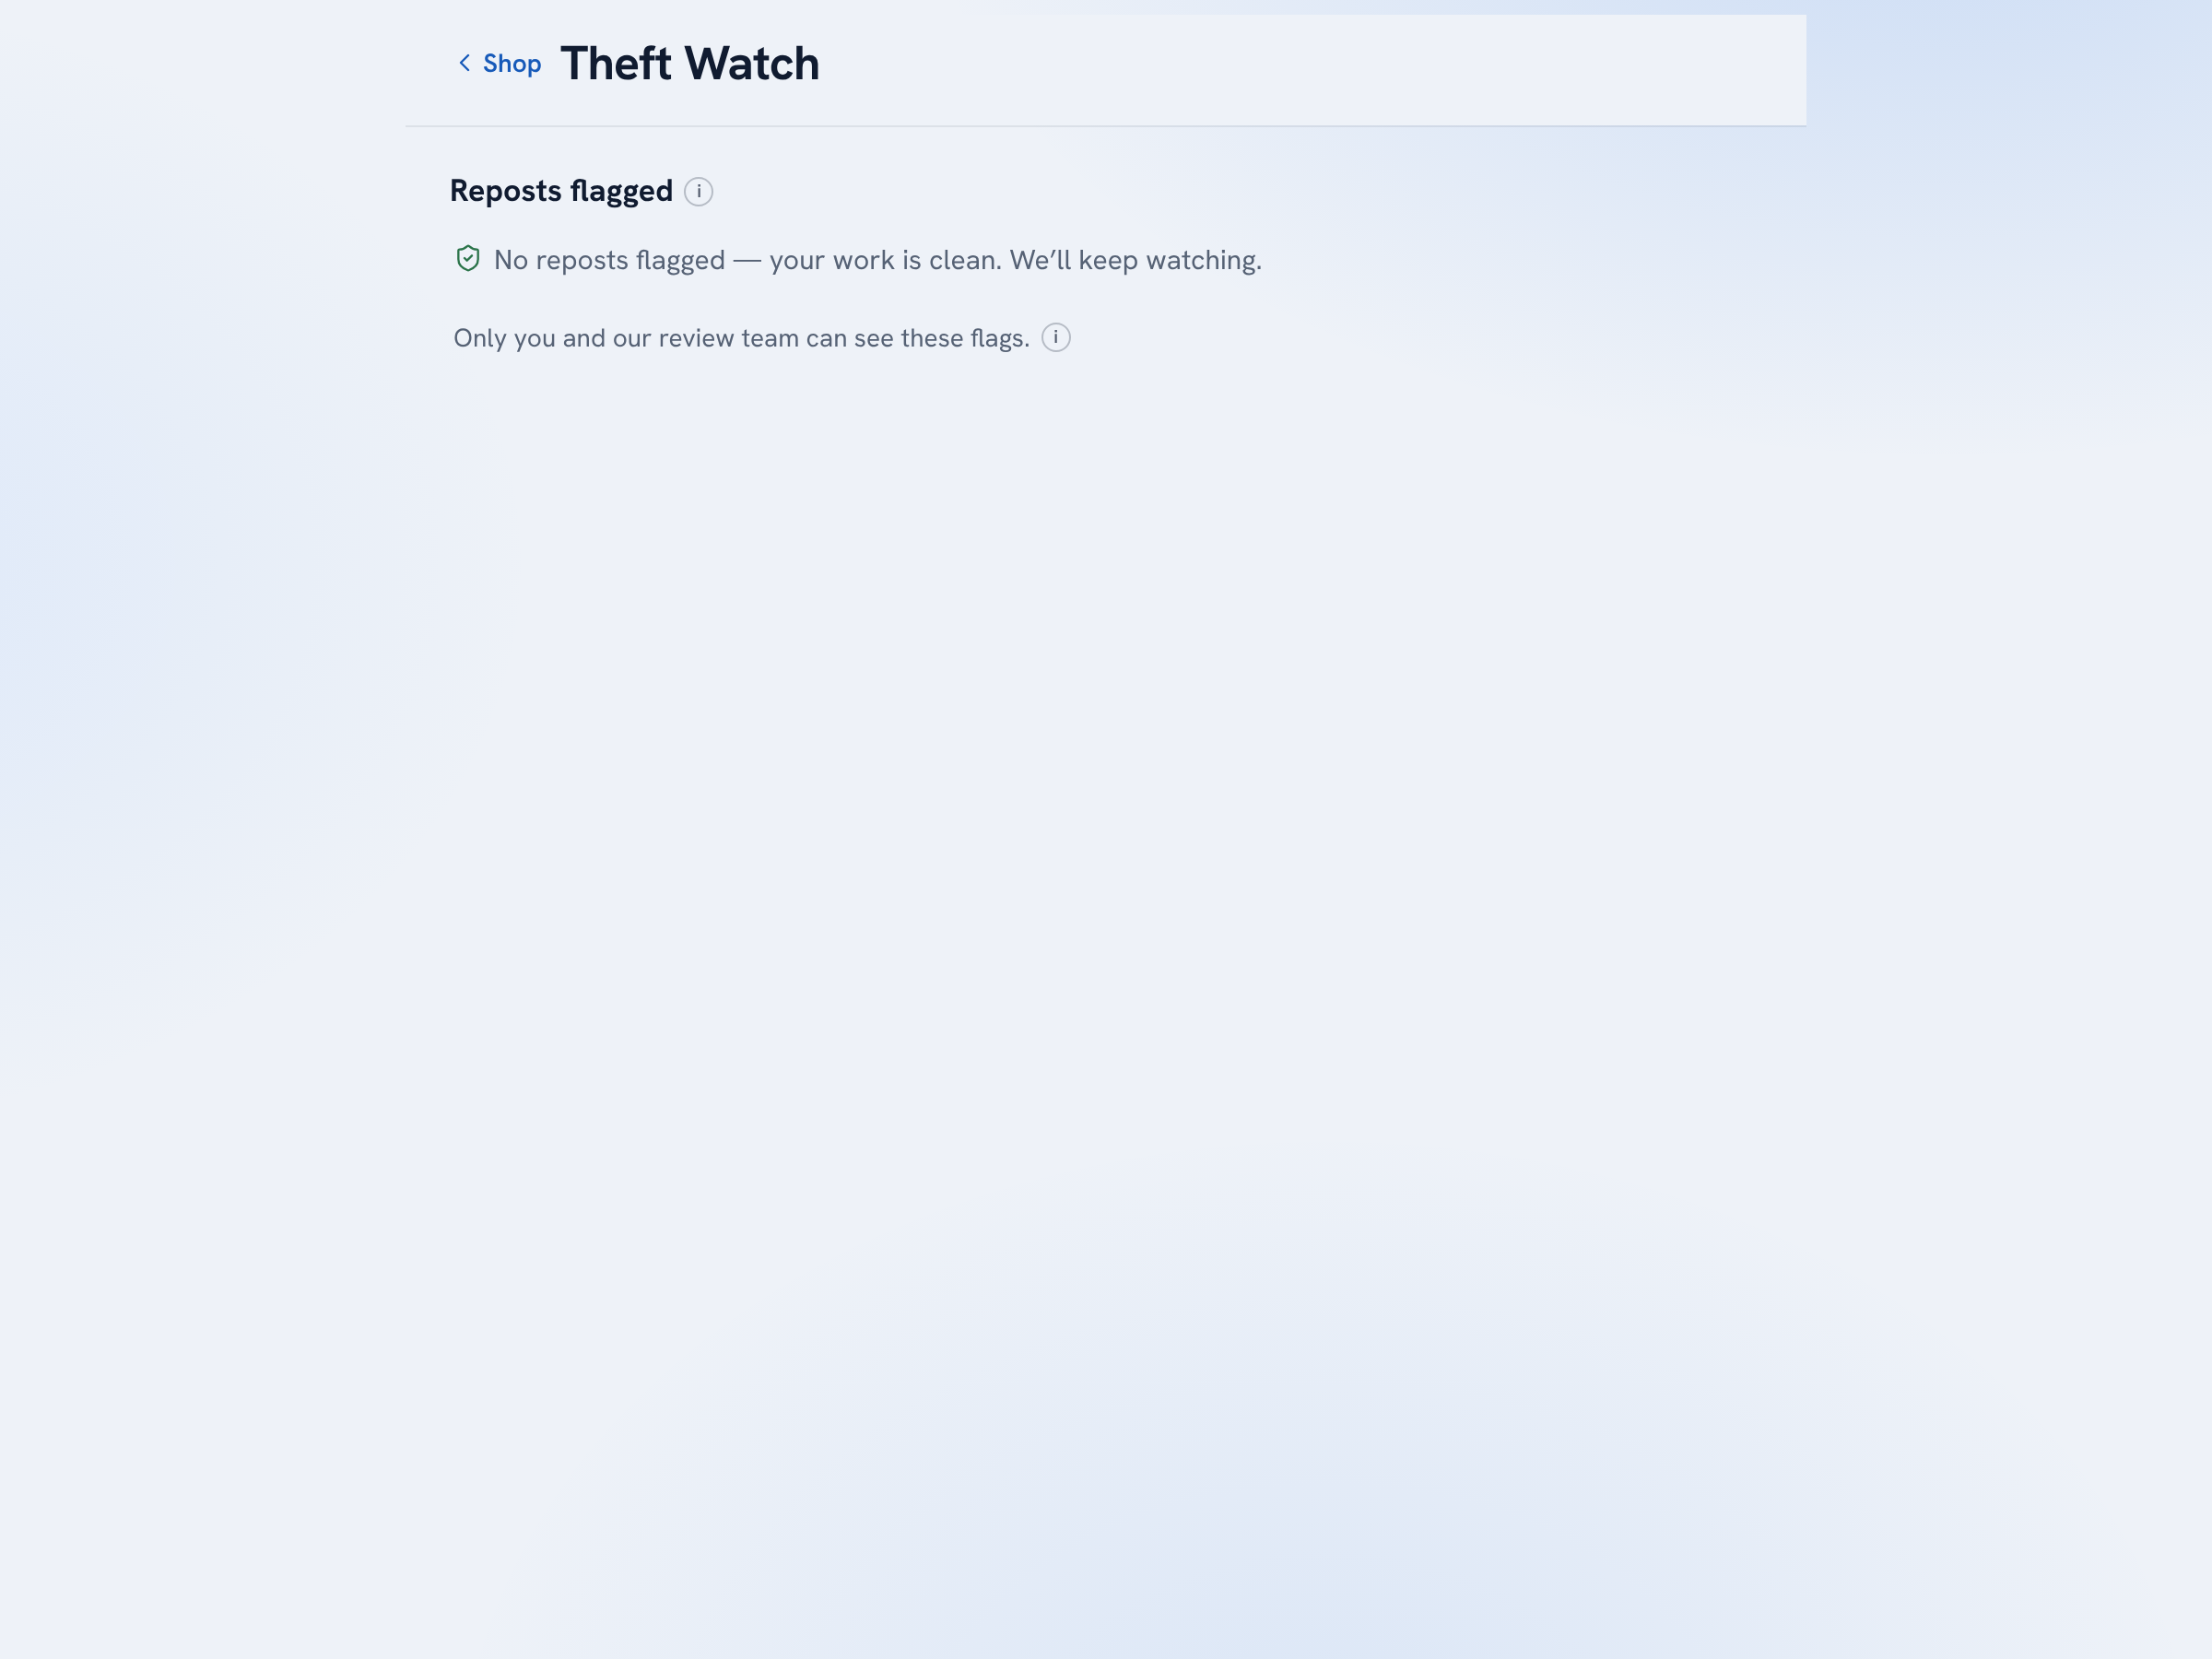 Shop Theft Watch
Reposts flagged i
No reposts flagged — your work is clean. We’ll keep watching.
Only you and our review team can see these flags. i